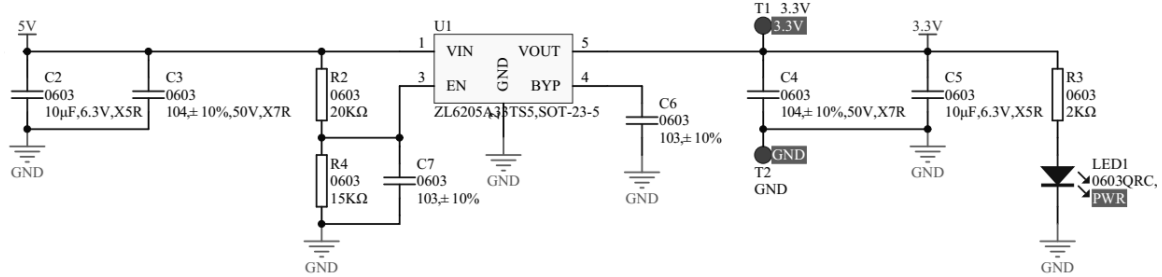 5V
C2
0603
10μF,6.3V,X5R
GND
C3
0603
104,±10%,50V,X7R
R2
0603
20KΩ
R4
0603
15KΩ
GND
C7
0603
103,±10%
U1
1
VIN
VOUT
5
3
EN
GND
BYP
4
2
ZL6205A33TS5,SOT-23-5
GND
C6
0603
103,±10%
GND
T1 3.3V
3.3V
C4
0603
104,±10%,50V,X7R
GND
T2
GND
3.3V
C5
0603
10μF,6.3V,X5R
GND
R3
0603
2KΩ
LED1
0603QRC,
PWR
GND